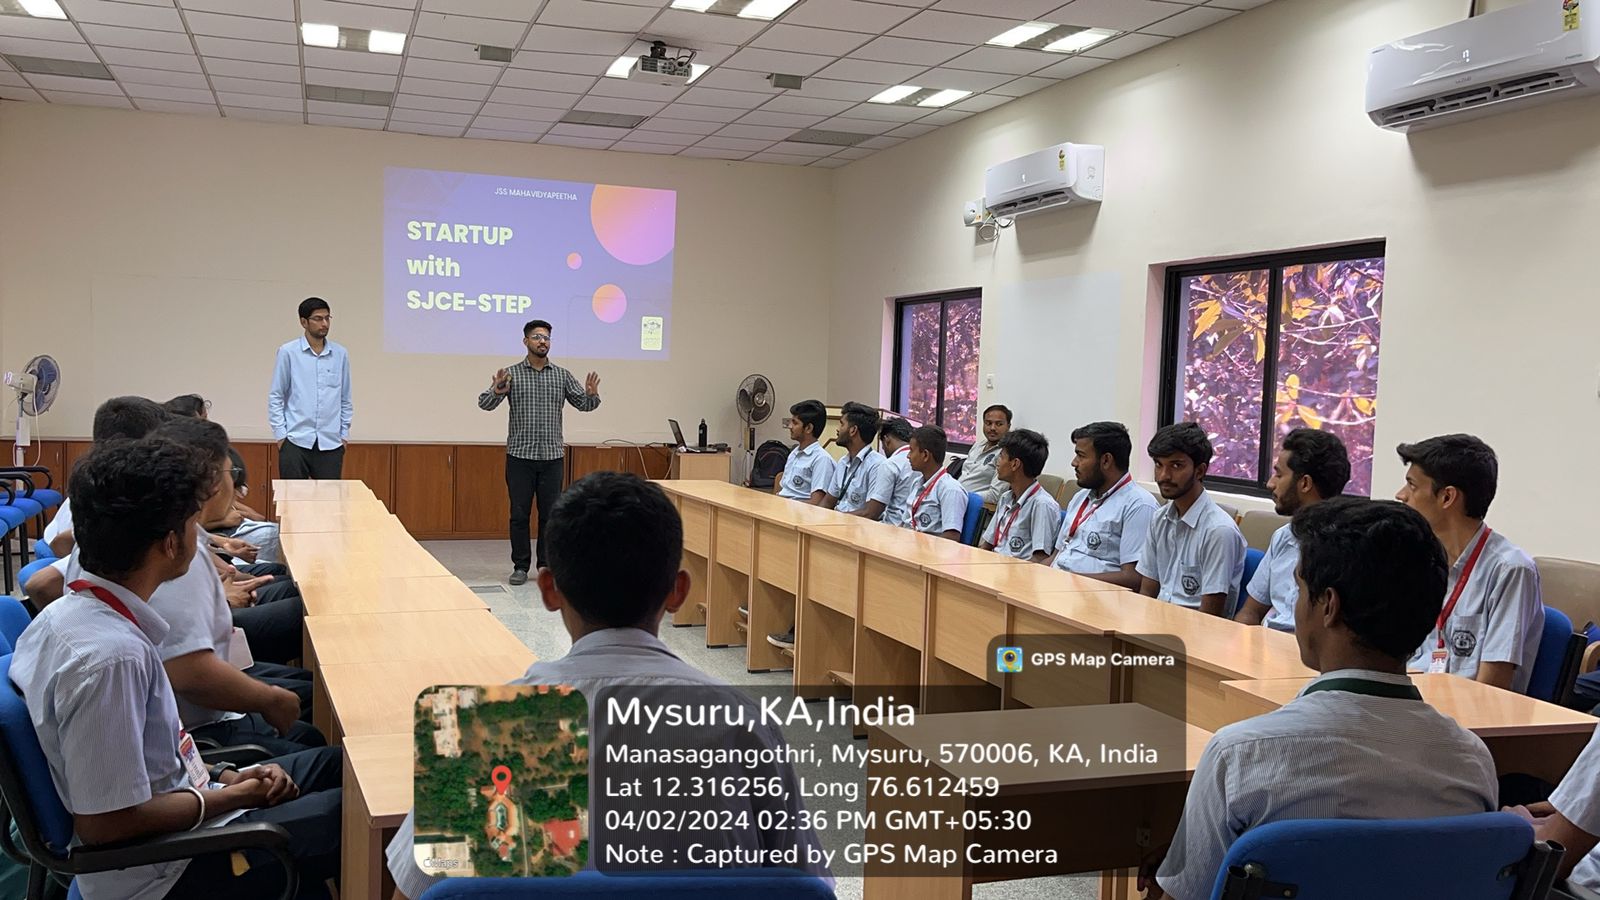 JSS MAHAVIDYAPEETHA
STARTUP
with
SJCE-STEP
GPS Map Camera
Mysuru,KA,India
Manasagangothri, Mysuru, 570006, KA, India
Lat 12.316256, Long 76.612459
04/02/2024 02:36 PM GMT+05:30
Note : Captured by GPS Map Camera